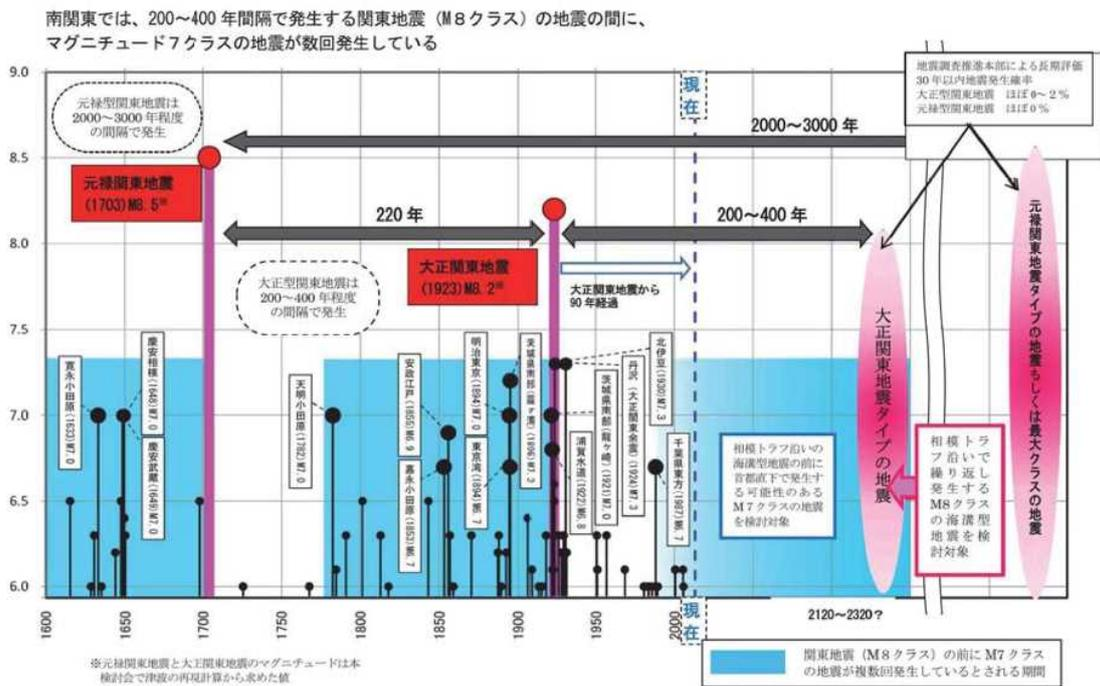 南関東では、200～400年間隔で発生する関東地震（M8クラス）の地震の間に、
マグニチュード7クラスの地震が数回発生している
9.0
8.5
8.0
7.5
7.0
6.5
6.0
元禄型関東地震は
2000～3000年程度
の間隔で発生
元禄関東地震
(1703)M8.5※
2000～3000年
現在
地震調査推進本部による長期評価
30年以内地震発生確率
大正型関東地震　ほぼ0～2％
元禄型関東地震　ほぼ0％
220年
200～400年
大正型関東地震は
200～400年程度
の間隔で発生
大正関東地震
(1923)M8.2※
大正関東地震から
90年経過
寛永小田原(1633)M7.0
慶安相模(1648)M7.0
慶安武蔵(1649)M7.0
天明小田原(1782)M7.0
安政江戸(1855)M6.9
嘉永小田原(1853)M6.7
明治東京(1894)M7.0
東京湾(1894)M6.7
茨城県南部(龍ヶ濱)(1896)M7.3
浦賀水道(1922)M6.8
茨城県南部(龍ヶ崎)(1921)M7.0
丹沢(大正関東余震)(1924)M7.3
北伊豆(1930)M7.3
千葉県東方(1987)M6.7
相模トラフ沿いの
海溝型地震の前に
首都直下で発生す
る可能性のある
M7クラスの地震
を検討対象
大正関東地震タイプの地震
相模トラ
フ沿いで
繰り返し
発生する
M8クラス
の海溝型
地震を検
討対象
元禄関東地震タイプの地震もしくは最大クラスの地震
1600
1650
1700
1750
1800
1850
1900
1950
2000
現在
2120～2320？
※元禄関東地震と大正関東地震のマグニチュードは本
検討会で津波の再現計算から求めた値
関東地震（M8クラス）の前にM7クラス
の地震が複数回発生しているとされる期間